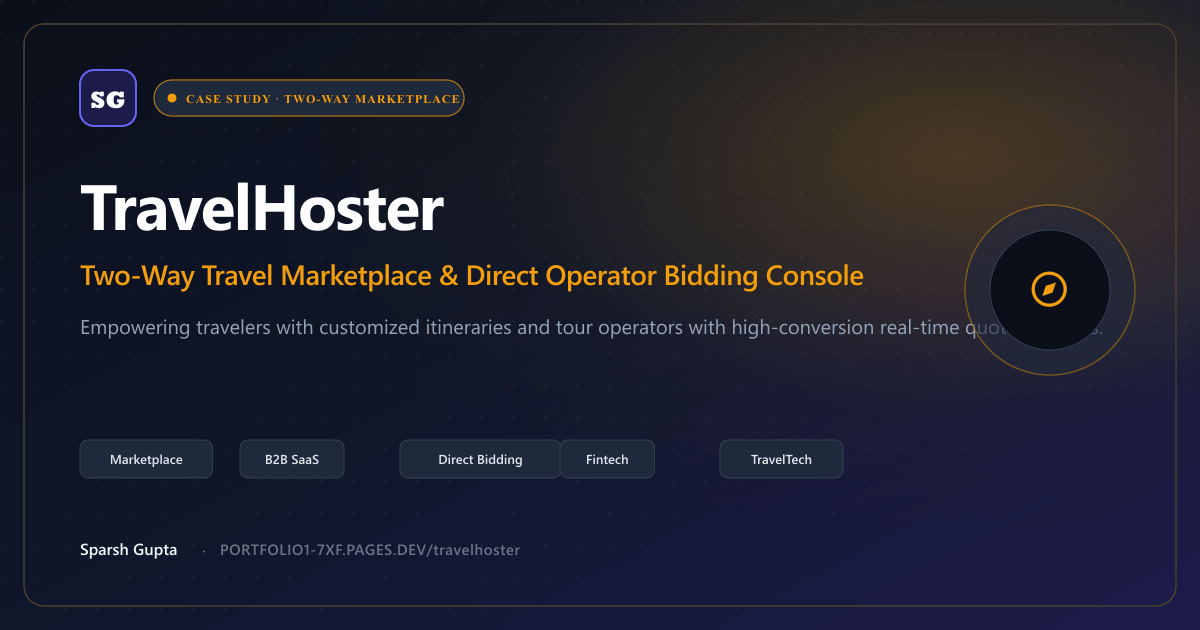 SG
CASE STUDY · TWO-WAY MARKETPLACE
TravelHoster
Two-Way Travel Marketplace & Direct Operator Bidding Console
Empowering travelers with customized itineraries and tour operators with high-conversion real-time
Marketplace
B2B SaaS
Direct Bidding
Fintech
TravelTech
Sparsh Gupta · PORTFOLIO1-7XF.PAGES.DEV/travelhoster